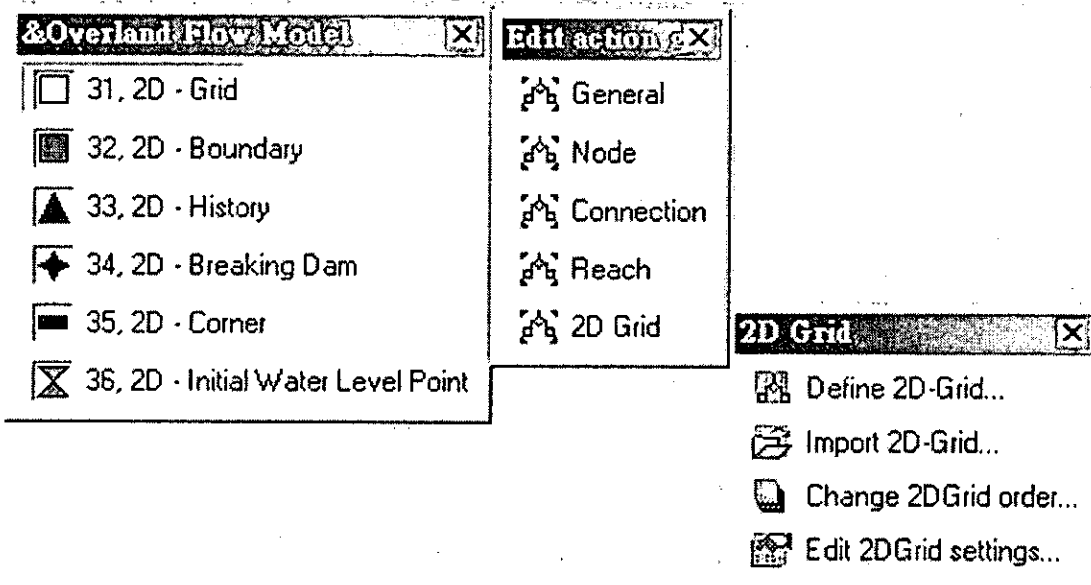 &Overland Flow Model
31, 2D - Grid
32, 2D - Boundary
33, 2D - History
34, 2D - Breaking Dam
35, 2D - Corner
36, 2D - Initial Water Level Point
Edit action
General
Node
Connection
Reach
2D Grid
2D Grid
Define 2D-Grid...
Import 2D-Grid...
Change 2DGrid order...
Edit 2DGrid settings...